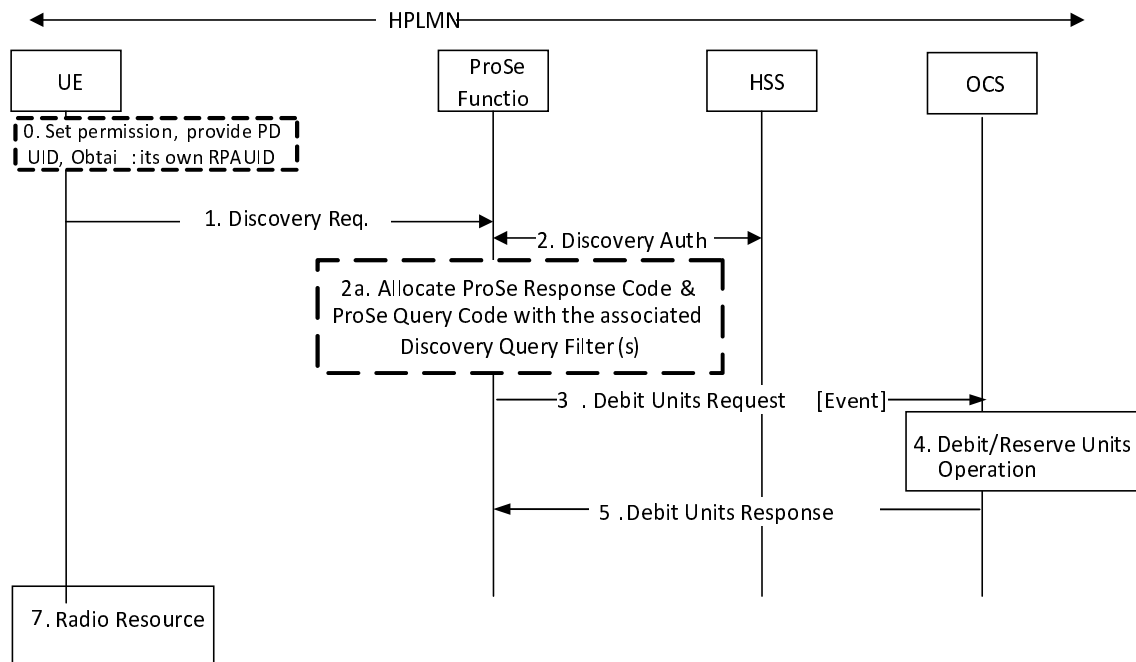 HPLMN
UE
ProSe
Functio
HSS
OCS
0. Set permission, provide PD
UID, Obtai : its own RPAUID
1. Discovery Req.
2. Discovery Auth
2a. Allocate ProSe Response Code &
ProSe Query Code with the associated
Discovery Query Filter(s)
3 . Debit Units Request [Event]
4. Debit/Reserve Units
Operation
5 .Debit Units Response
7. Radio Resource